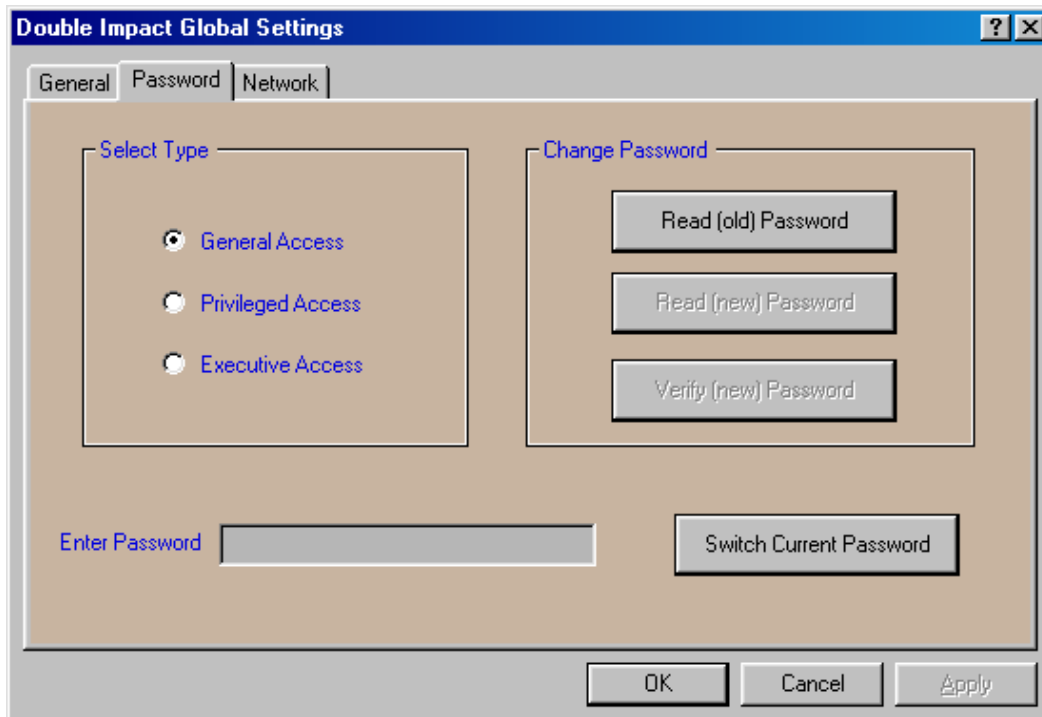 Double Impact Global Settings
General Password Network
Select Type
General Access
Privileged Access
Executive Access
Change Password
Read (old) Password
Read (new) Password
Verify (new) Password
Enter Password
Switch Current Password
OK Cancel Apply